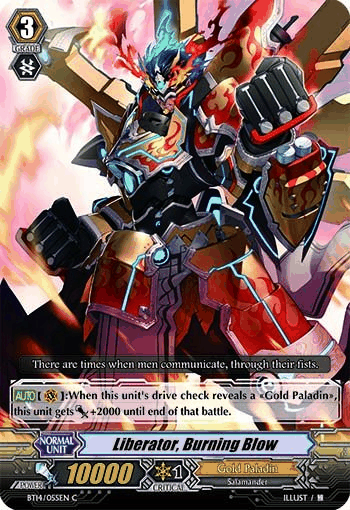 3
GRADE
There are times when men communicate, through their fists.
AUTO [ ]:When this unit's drive check reveals a «Gold Paladin»,
this unit gets +2000 until end of that battle.
NORMAL UNIT
Liberator, Burning Blow
POWER 10000 1 CRITICAL
Gold Paladin
Salamander
BT14/055EN C
ILLUST /